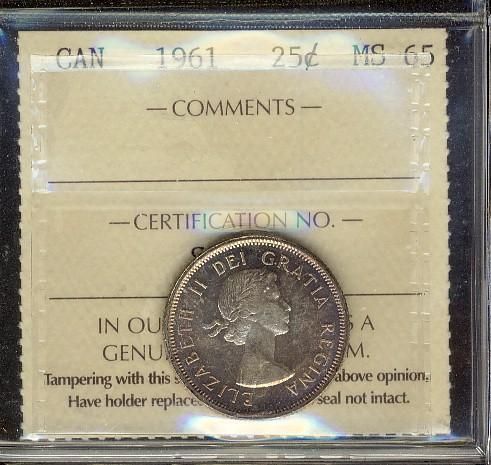 CAN 1961 25¢ MS 65
— COMMENTS —
— CERTIFICATION NO. —
ELIZABETH II DEI GRATIA REGINA
IN A
Tampering with this above opinion.
Have holder seal not intact.